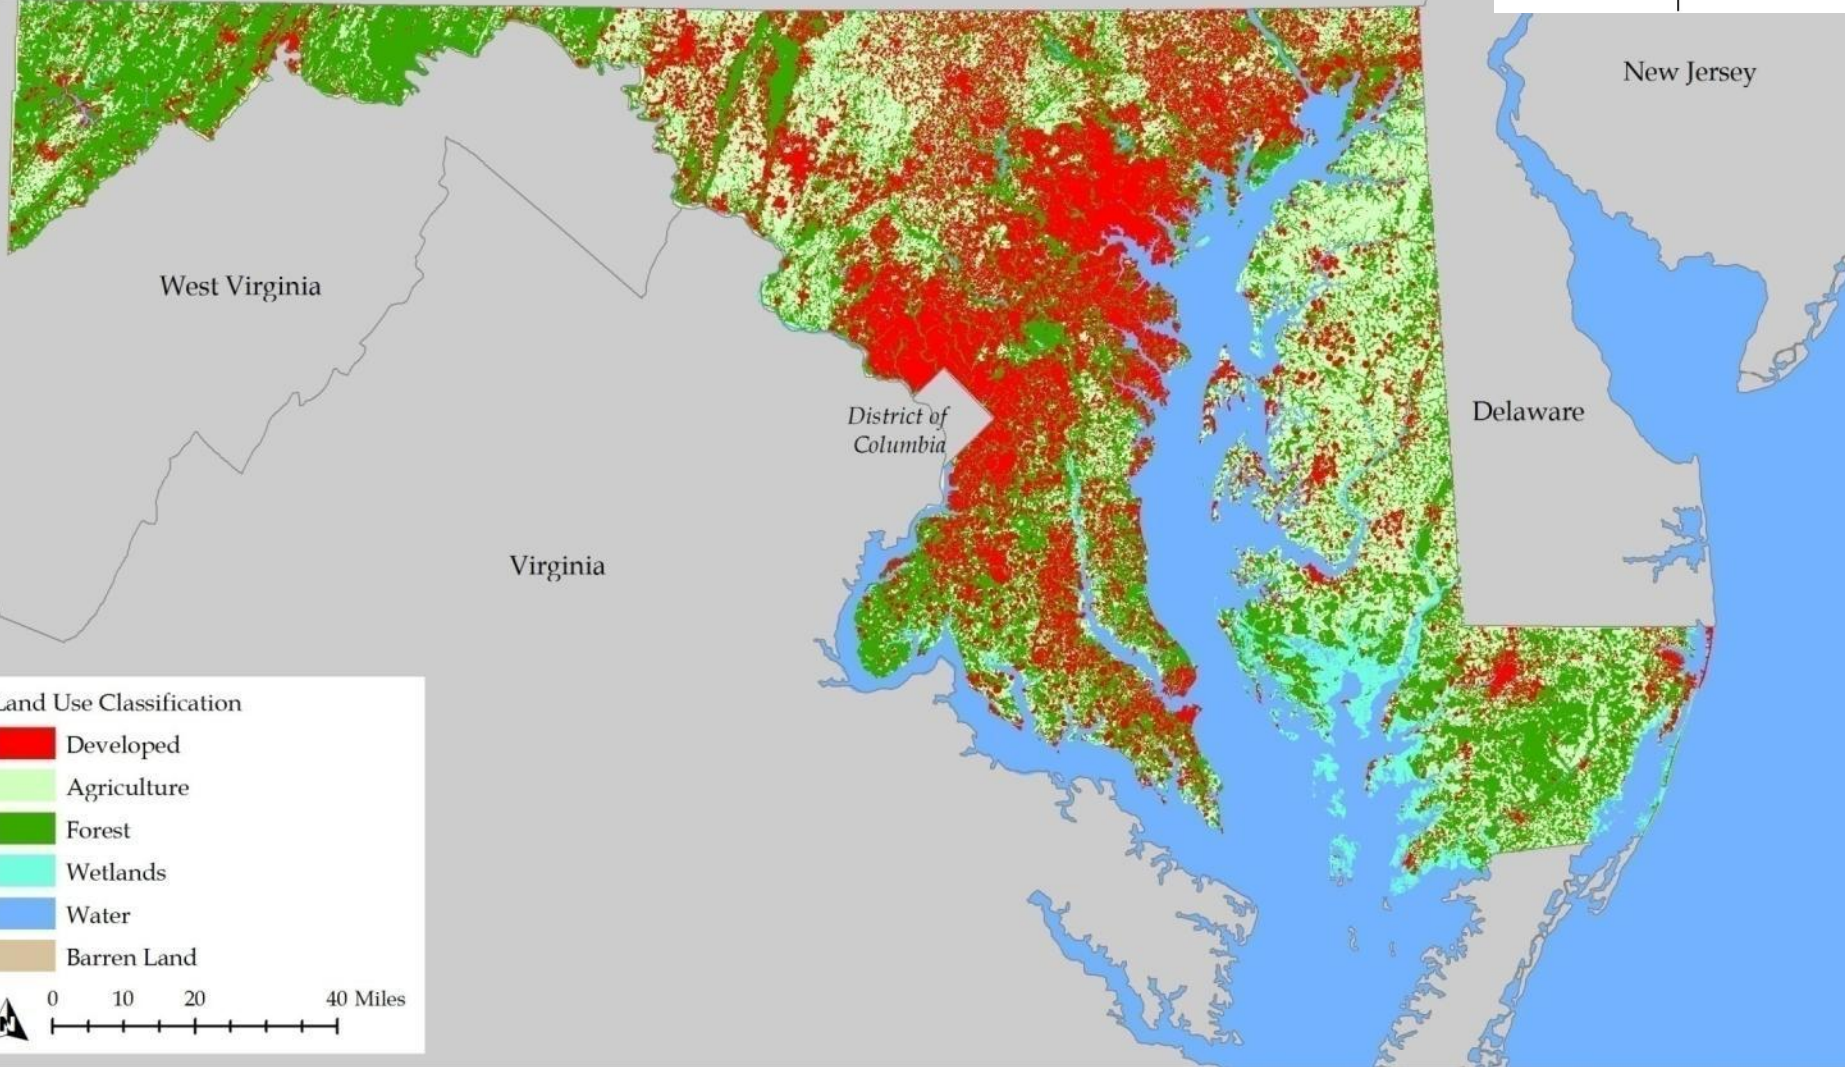 New Jersey
West Virginia
Delaware
District of
Columbia
Virginia
Land Use Classification
Developed
Agriculture
Forest
Wetlands
Water
Barren Land
0 10 20 40 Miles
N